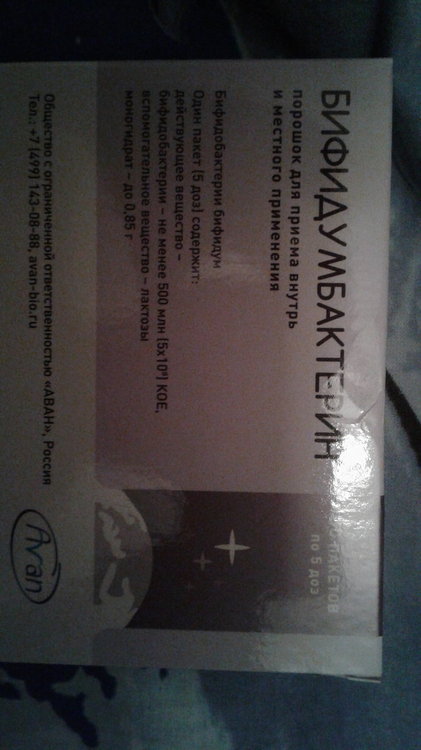 БИФИДУМБАКТЕРИН
порошок для приема внутрь
и местного применения
Бифидобактерии бифидум
Один пакет (5 доз) содержит:
действующее вещество –
бифидобактерии – не менее 500 млн (5x10⁸) КОЕ,
вспомогательное вещество – лактозы
моногидрат – до 0,85 г
ПАКЕТОВ
по 5 доз
Общество с ограниченной ответственностью «АВАН», Россия
Тел.: +7 (499) 143-08-88, avan-bio.ru
Avan